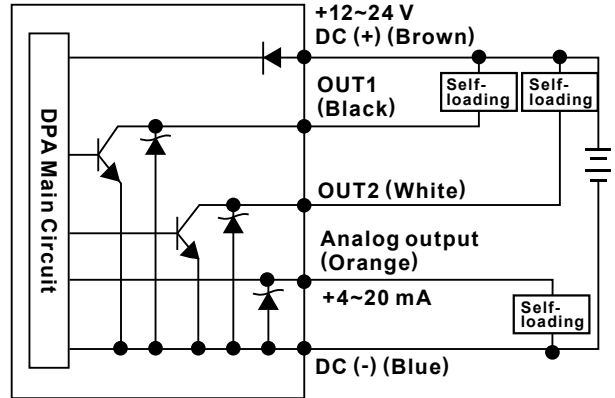 +12~24 V
DC (+) (Brown)
OUT1
(Black)
Self-
loading
Self-
loading
DPA Main Circuit
OUT2 (White)
Analog output
(Orange)
+4~20 mA
Self-
loading
DC (-) (Blue)